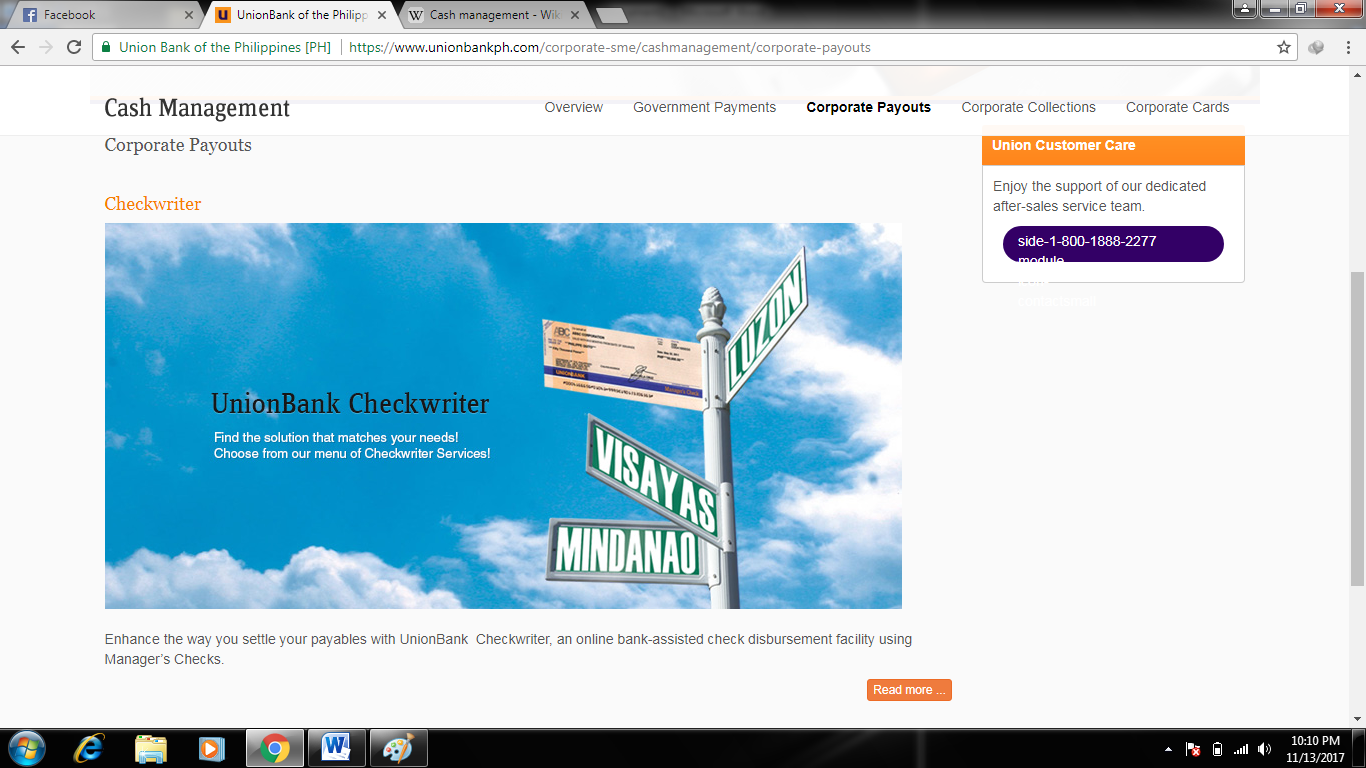 Facebook
UnionBank of the Philipp
Cash management - Wik
Union Bank of the Philippines [PH]
https://www.unionbankph.com/corporate-sme/cashmanagement/corporate-payouts
Cash Management
Overview
Government Payments
Corporate Payouts
Corporate Collections
Corporate Cards
Corporate Payouts
Union Customer Care
Enjoy the support of our dedicated
after-sales service team.
side-1-800-1888-2277
module
Checkwriter
LUZON
ABC
UNIONBANK
Manager's Check
UnionBank Checkwriter
Find the solution that matches your needs!
Choose from our menu of Checkwriter Services!
VISAYAS
MINDANAO
Enhance the way you settle your payables with UnionBank  Checkwriter, an online bank-assisted check disbursement facility using
Manager’s Checks.
Read more ...
10:10 PM
11/13/2017